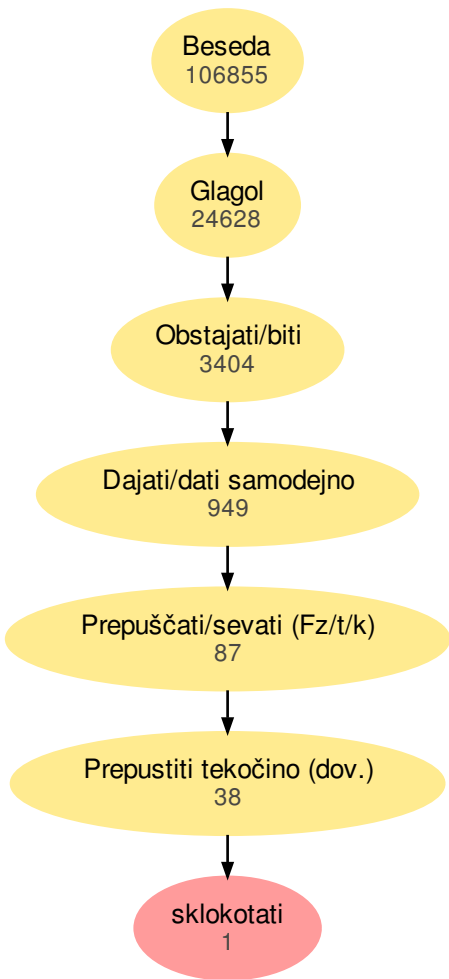 Beseda
106855
Glagol
24628
Obstajati/biti
3404
Dajati/dati samodejno
949
Prepuščati/sevati (Fz/t/k)
87
Prepustiti tekočino (dov.)
38
sklokotati
1